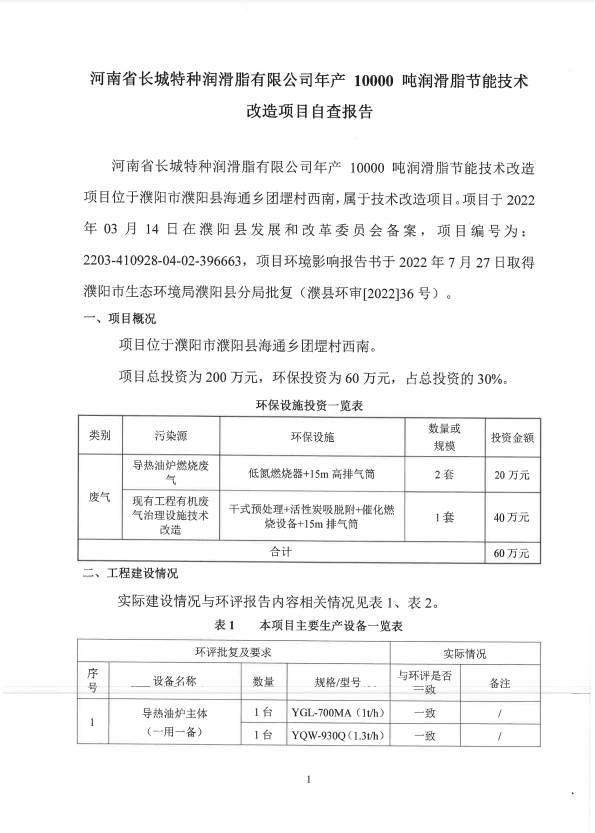 河南省长城特种润滑脂有限公司年产 10000 吨润滑脂节能技术
改造项目自查报告
河南省长城特种润滑脂有限公司年产 10000 吨润滑脂节能技术改造
项目位于濮阳市濮阳县海通乡团堽村西南，属于技术改造项目。项目于 2022
年 03 月 14 日在濮阳县发展和改革委员会备案，项目编号为：
2203-410928-04-02-396663，项目环境影响报告书于 2022 年 7 月 27 日取得
濮阳市生态环境局濮阳县分局批复（濮县环审[2022]36 号）。
一、项目概况
项目位于濮阳市濮阳县海通乡团堽村西南。
项目总投资为 200 万元，环保投资为 60 万元，占总投资的 30%。
环保设施投资一览表
类别 污染源 环保设施 数量或规模 投资金额
废气 导热油炉燃烧废气 低氮燃烧器+15m 高排气筒 2 套 20 万元
现有工程有机废气治理设施技术改造 干式预处理+活性炭吸脱附+催化燃烧设备+15m 排气筒 1 套 40 万元
合计 60 万元
二、工程建设情况
实际建设情况与环评报告内容相关情况见表 1、表 2。
表 1 本项目主要生产设备一览表
环评批复及要求 实际情况
序号 设备名称 数量 规格/型号 与环评是否一致 备注
1 导热油炉主体（一用一备） 1 台 YGL-700MA（1t/h） 一致 /
1 台 YQW-930Q（1.3t/h） 一致 /
1